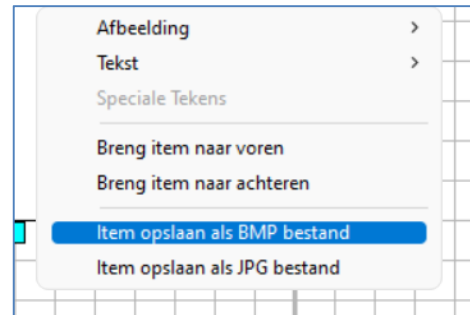 Afbeelding
Tekst
Speciale Tekens
Breng item naar voren
Breng item naar achteren
Item opslaan als BMP bestand
Item opslaan als JPG bestand